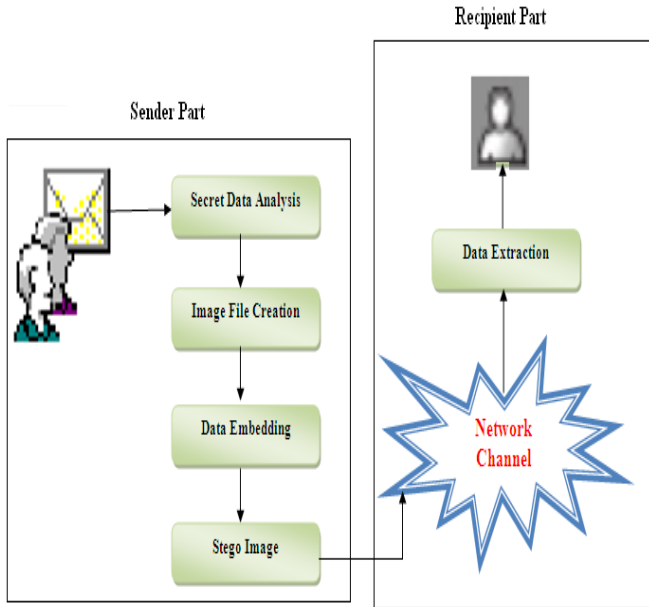 Recipient Part
Sender Part
Secret Data Analysis
Image File Creation
Data Embedding
Stego Image
Data Extraction
Network
Channel